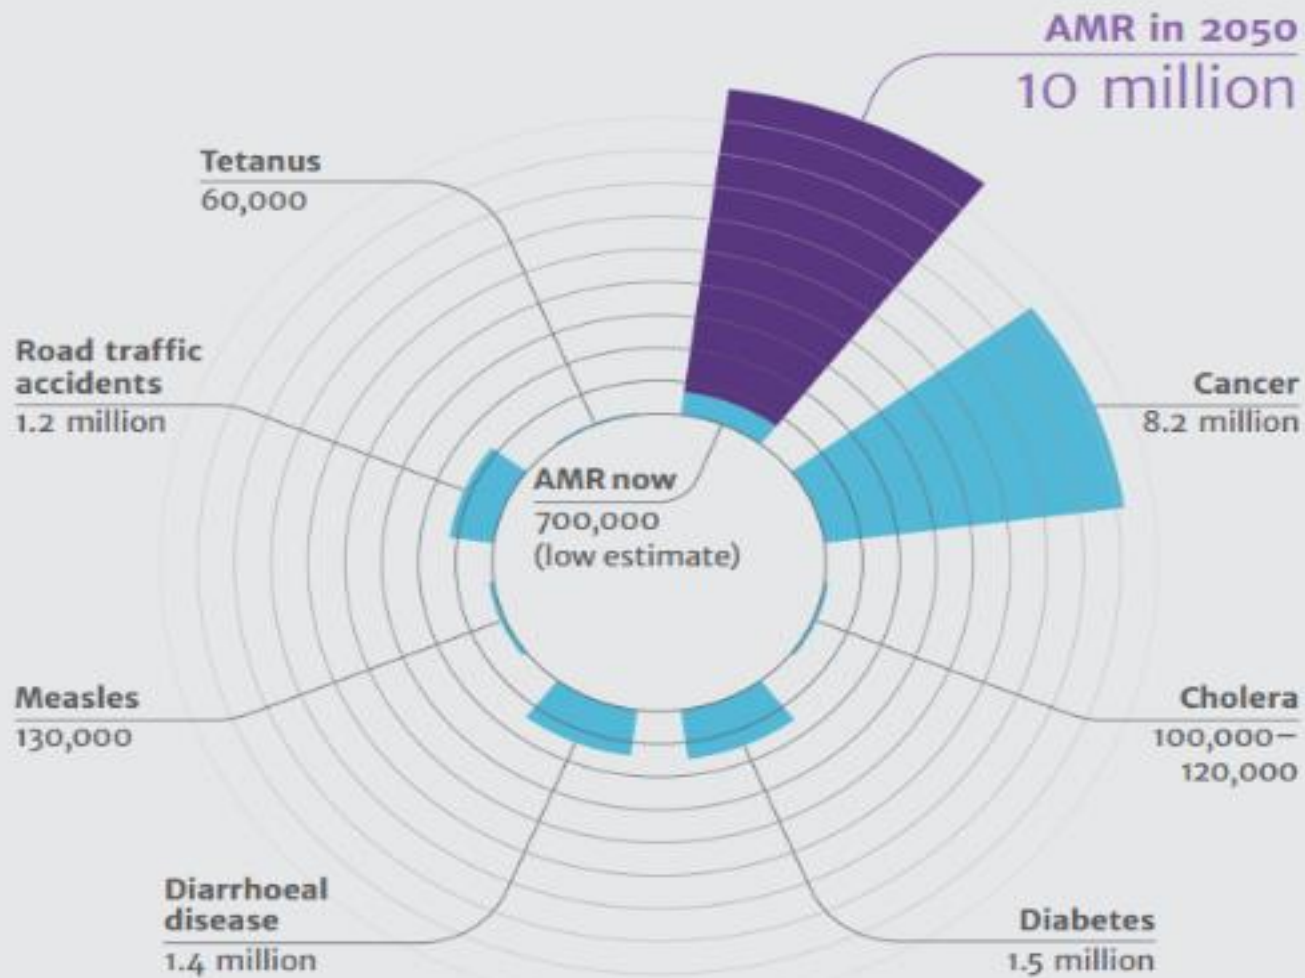 AMR in 2050
10 million
Tetanus
60,000
Road traffic
accidents
1.2 million
Cancer
8.2 million
AMR now
700,000
(low estimate)
Measles
130,000
Cholera
100,000–
120,000
Diarrhoeal
disease
1.4 million
Diabetes
1.5 million